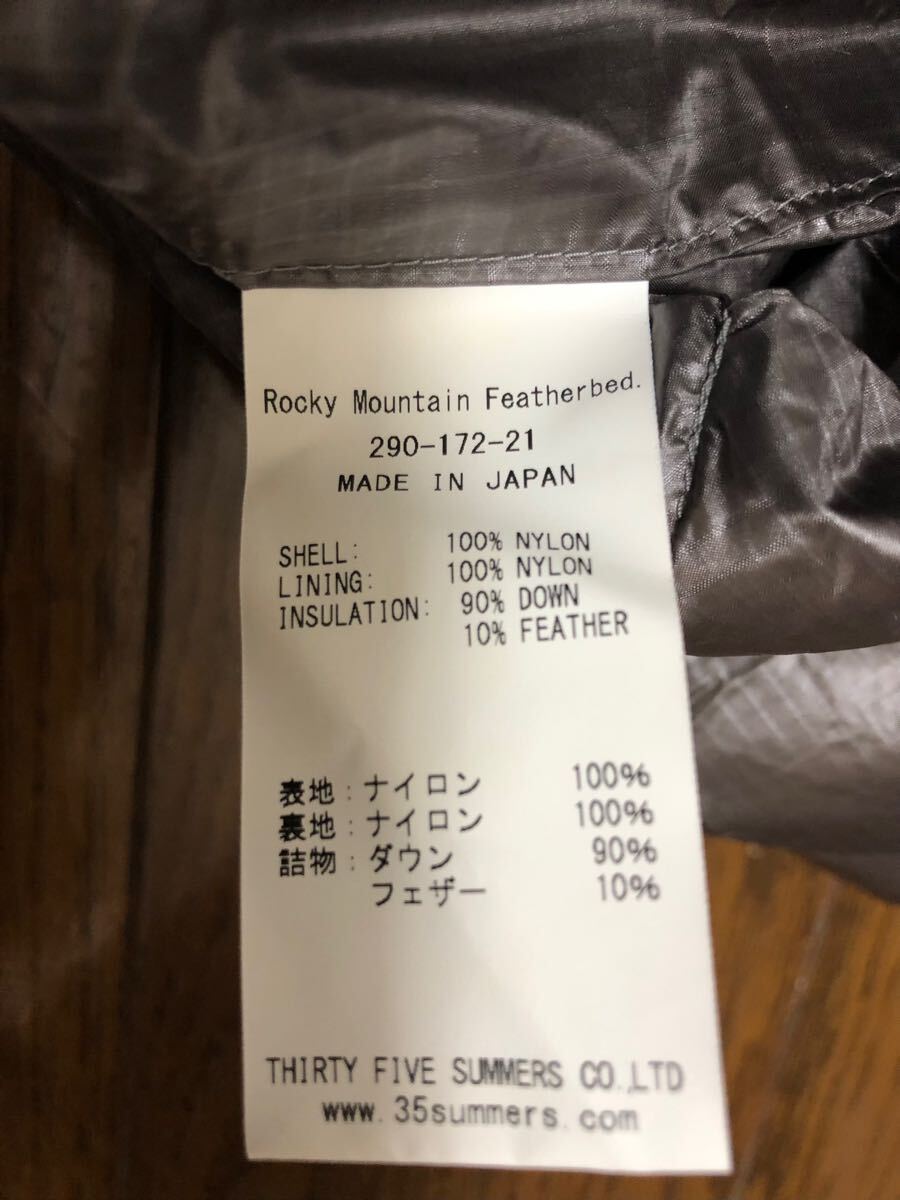 Rocky Mountain Featherbed.
290-172-21
MADE IN JAPAN
SHELL: 100% NYLON
LINING: 100% NYLON
INSULATION: 90% DOWN
10% FEATHER
表地:ナイロン 100%
裏地:ナイロン 100%
詰物:ダウン 90%
フェザー 10%
THIRTY FIVE SUMMERS CO.,LTD
www.35summers.com